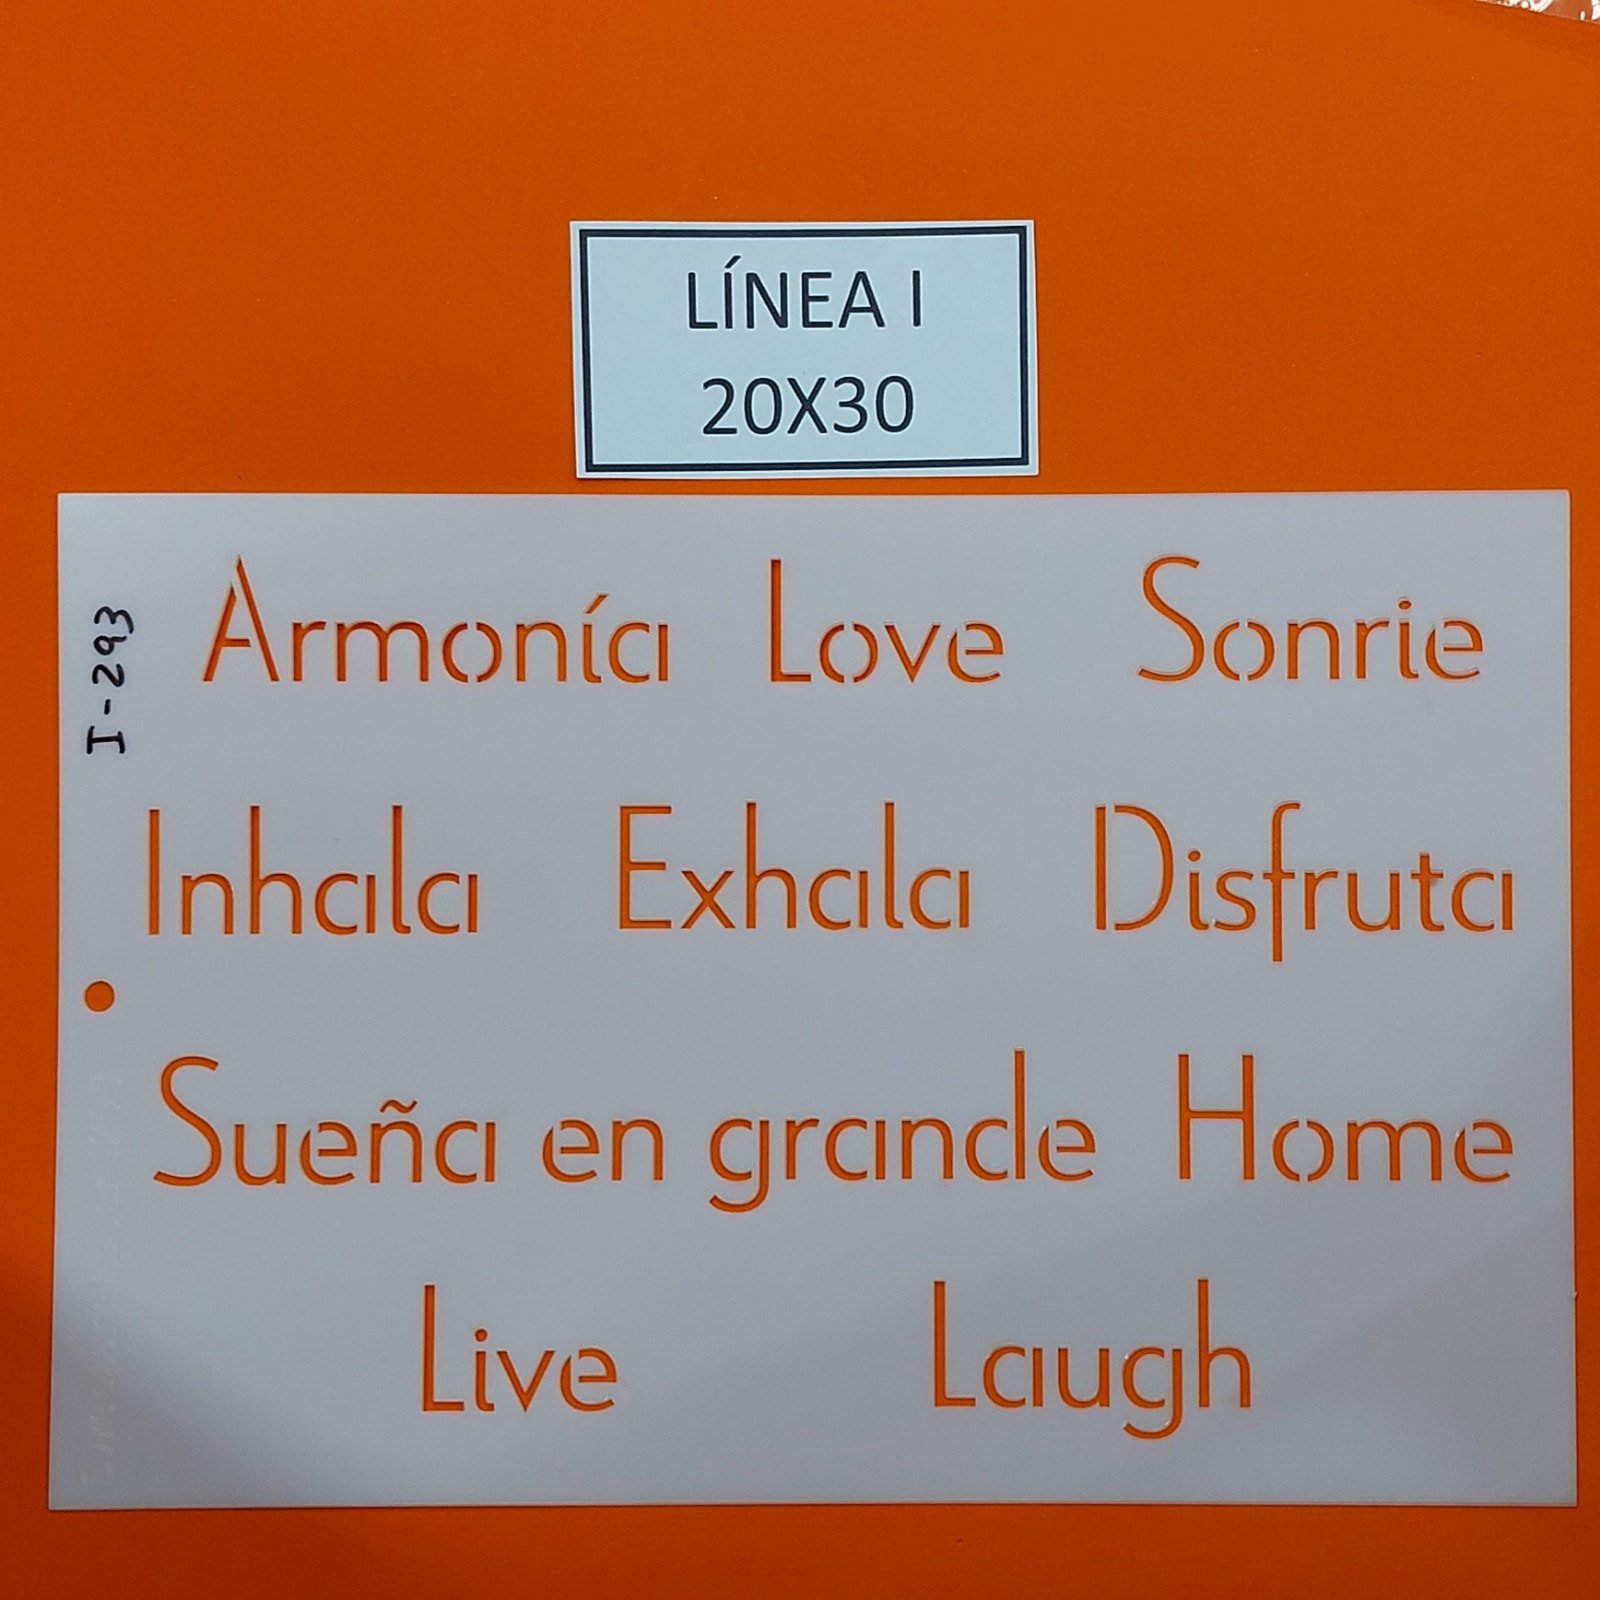 LÍNEA I
20X30
I-293
Armonía Love Sonrie
Inhala Exhala Disfruta
Sueña en grande Home
Live Laugh